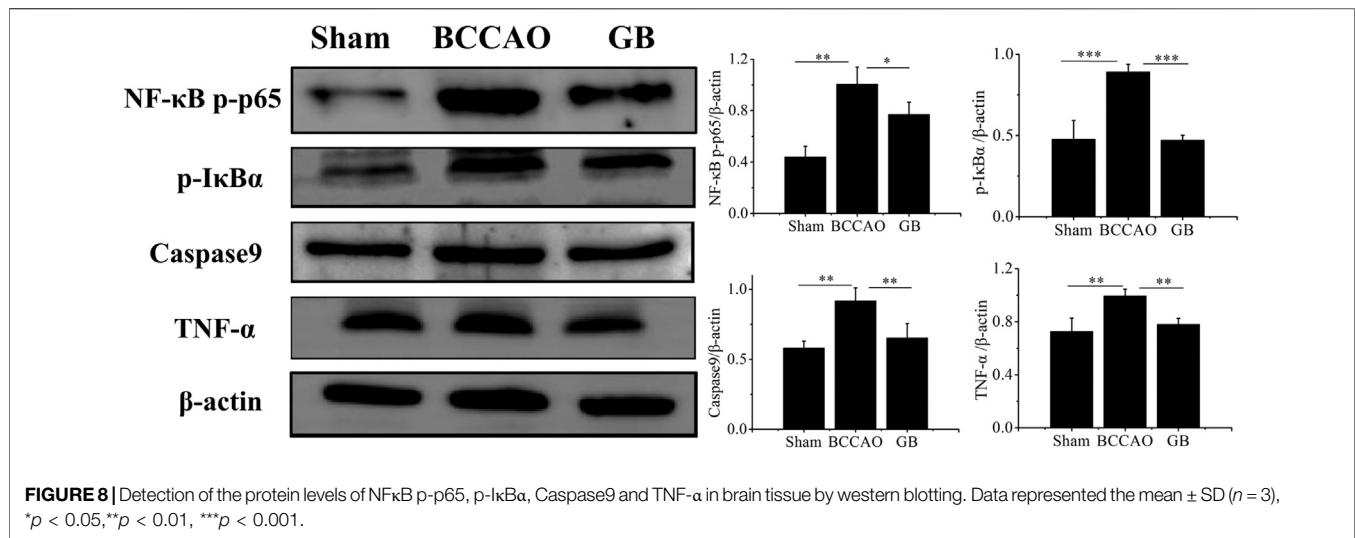 Sham BCCAO GB
NF-κB p-p65
p-IκBα
Caspase9
TNF-α
β-actin
NF-κB p-p65/β-actin
1.2
0.8
0.4
0.0
** *
Sham BCCAO GB
p-IκBα /β-actin
1.0
0.5
0.0
*** ***
Sham BCCAO GB
Caspase9/β-actin
1.0
0.5
0.0
** **
Sham BCCAO GB
TNF-α /β-actin
1.2
0.8
0.4
0.0
** **
Sham BCCAO GB
FIGURE 8 | Detection of the protein levels of NFκB p-p65, p-IκBα, Caspase9 and TNF-α in brain tissue by western blotting. Data represented the mean ± SD (n = 3),
*p < 0.05,**p < 0.01, ***p < 0.001.